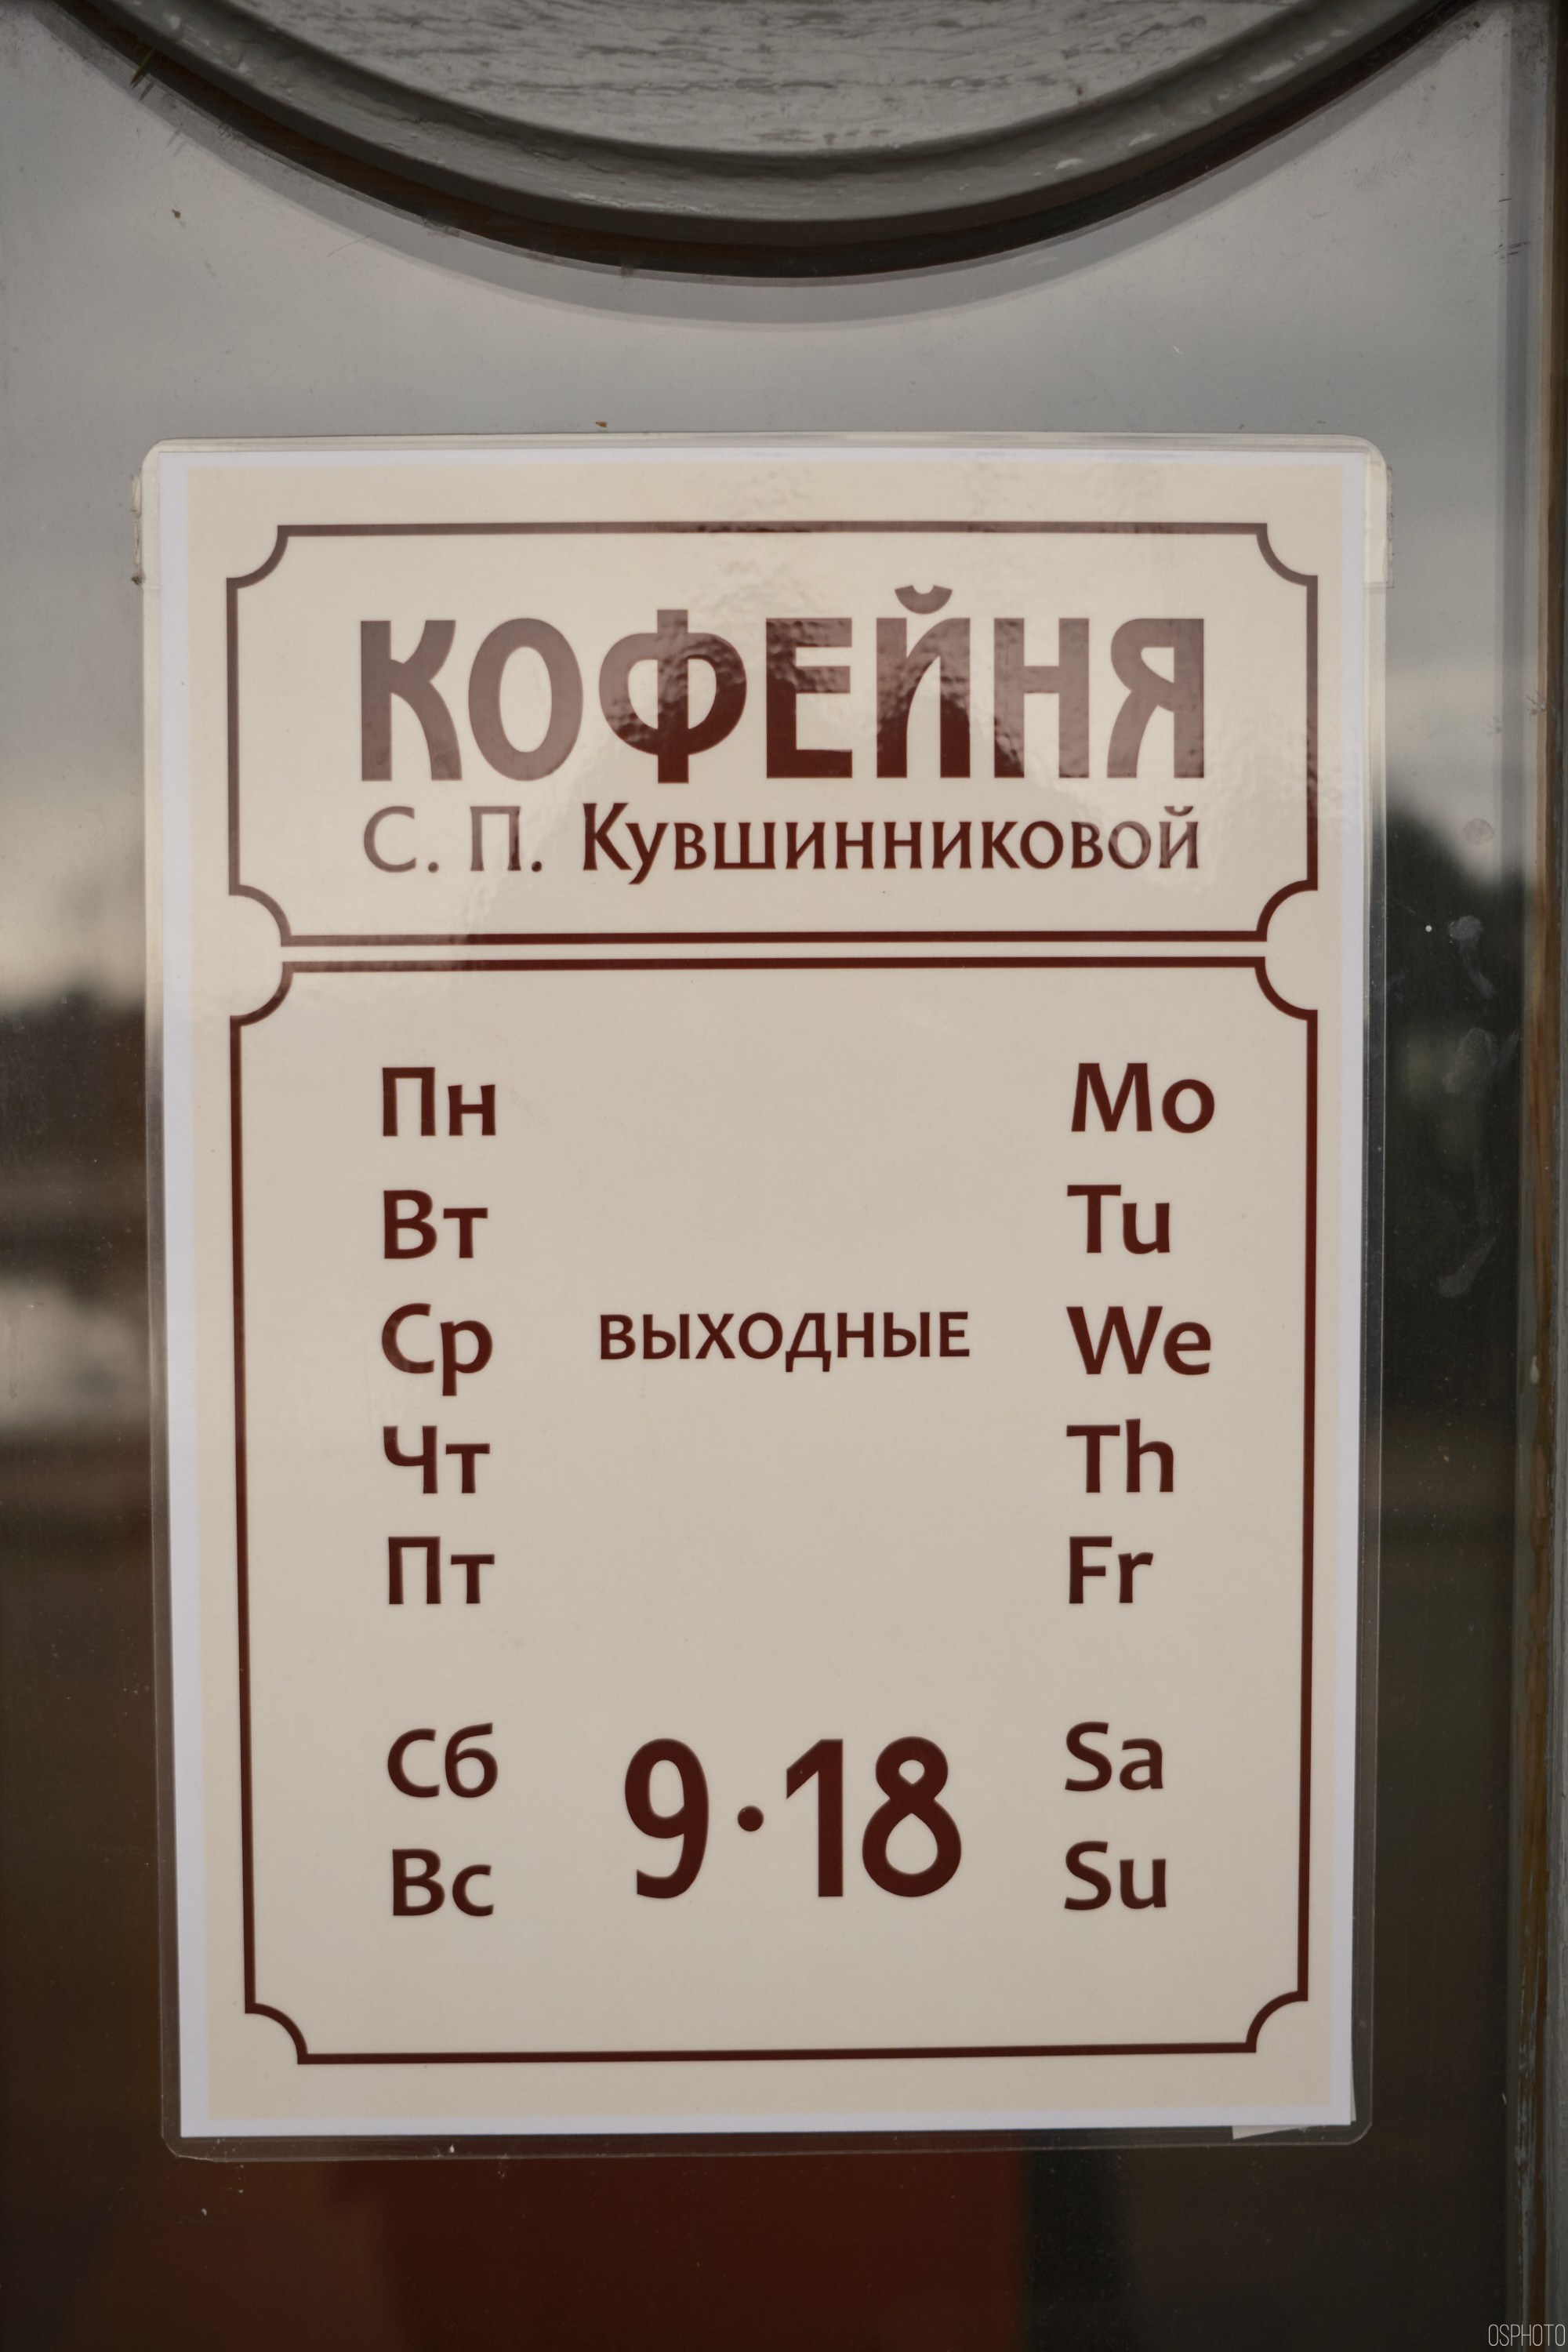 КОФЕЙНЯ
С. П. Кувшинниковой
Пн Mo
Вт Tu
Ср ВЫХОДНЫЕ We
Чт Th
Пт Fr
Сб Sa
9·18
Вс Su
OSPHOTO